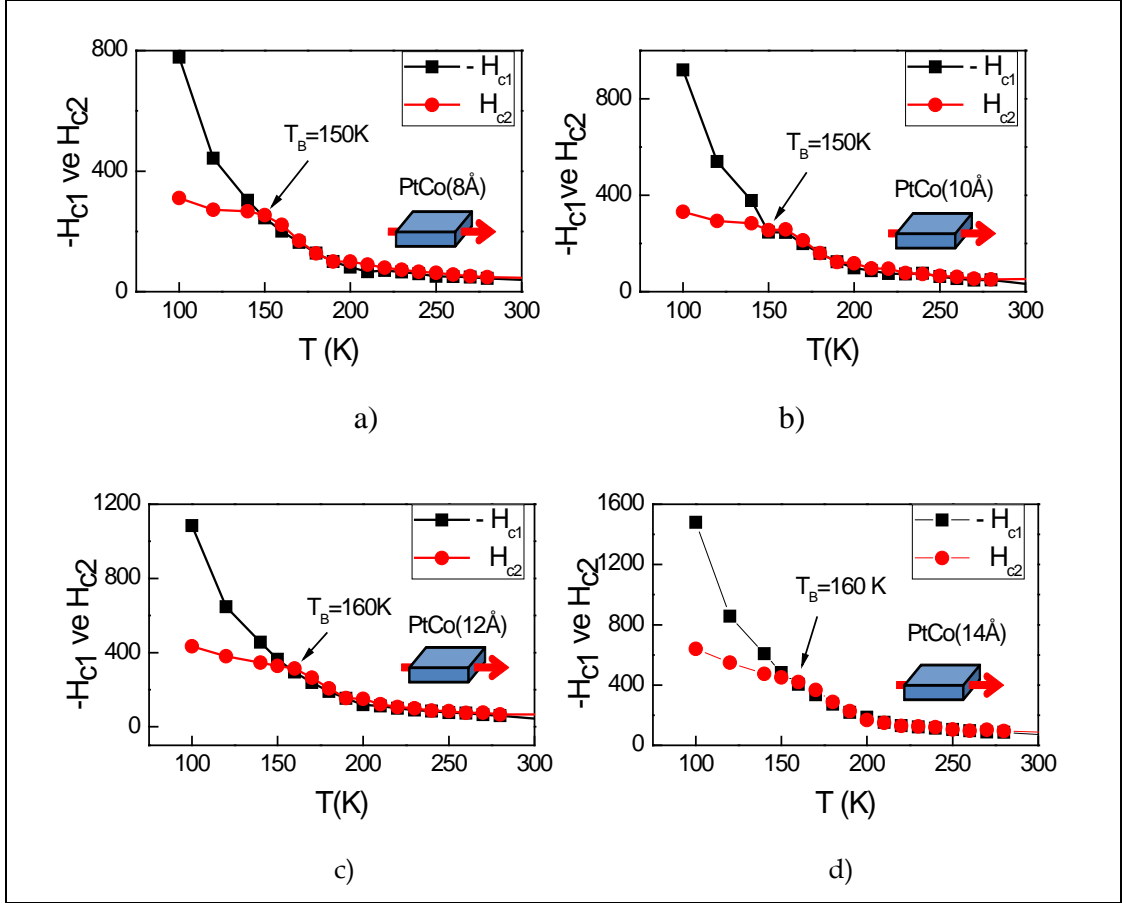 800
400
0
-H_C1 ve H_C2
- H_c1
H_c2
T_B=150K
PtCo(8Å)
100 150 200 250 300
T (K)
a)
800
400
0
-H_C1 ve H_C2
- H_c1
H_c2
T_B=150K
PtCo(10Å)
100 150 200 250 300
T(K)
b)
1200
900
600
300
0
-H_C1 ve H_C2
- H_c1
H_c2
T_B=160K
PtCo(12Å)
100 150 200 250 300
T(K)
c)
1600
1200
800
400
0
-H_C1 ve H_C2
- H_c1
H_c2
T_B=160 K
PtCo(14Å)
100 150 200 250 300
T (K)
d)